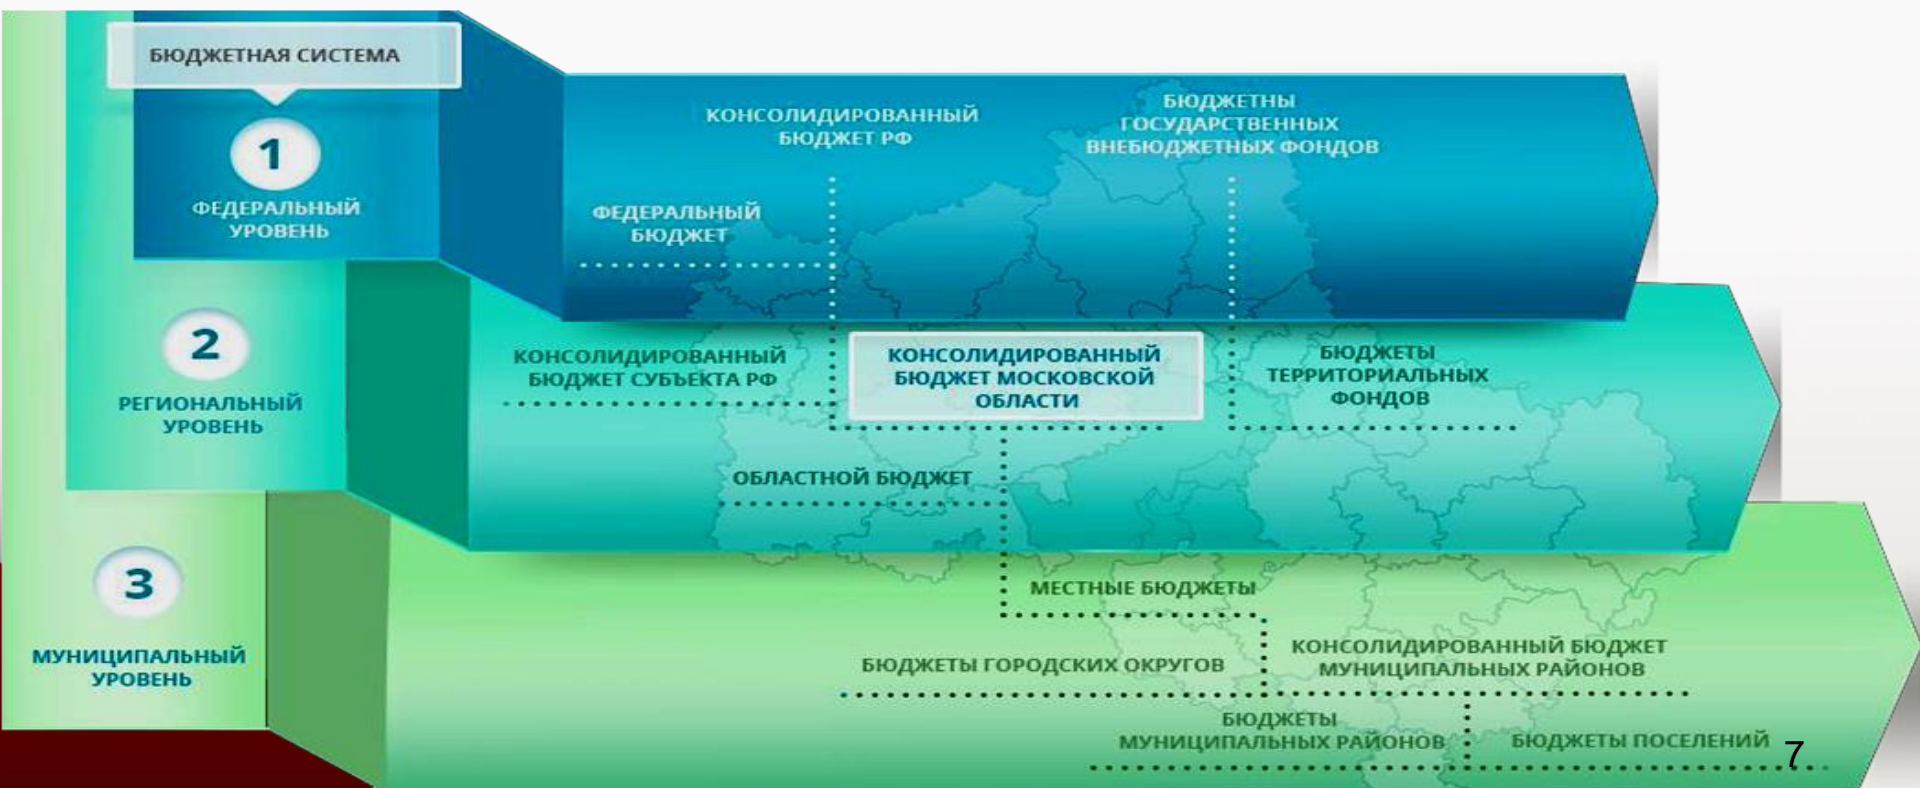 БЮДЖЕТНАЯ СИСТЕМА
1
ФЕДЕРАЛЬНЫЙ
УРОВЕНЬ
КОНСОЛИДИРОВАННЫЙ
БЮДЖЕТ РФ
БЮДЖЕТНЫ
ГОСУДАРСТВЕННЫХ
ВНЕБЮДЖЕТНЫХ ФОНДОВ
ФЕДЕРАЛЬНЫЙ
БЮДЖЕТ
2
РЕГИОНАЛЬНЫЙ
УРОВЕНЬ
КОНСОЛИДИРОВАННЫЙ
БЮДЖЕТ СУБЪЕКТА РФ
КОНСОЛИДИРОВАННЫЙ
БЮДЖЕТ МОСКОВСКОЙ
ОБЛАСТИ
БЮДЖЕТЫ
ТЕРРИТОРИАЛЬНЫХ
ФОНДОВ
ОБЛАСТНОЙ БЮДЖЕТ
3
МУНИЦИПАЛЬНЫЙ
УРОВЕНЬ
МЕСТНЫЕ БЮДЖЕТЫ
БЮДЖЕТЫ ГОРОДСКИХ ОКРУГОВ
КОНСОЛИДИРОВАННЫЙ БЮДЖЕТ
МУНИЦИПАЛЬНЫХ РАЙОНОВ
БЮДЖЕТЫ
МУНИЦИПАЛЬНЫХ РАЙОНОВ
БЮДЖЕТЫ ПОСЕЛЕНИЙ
7